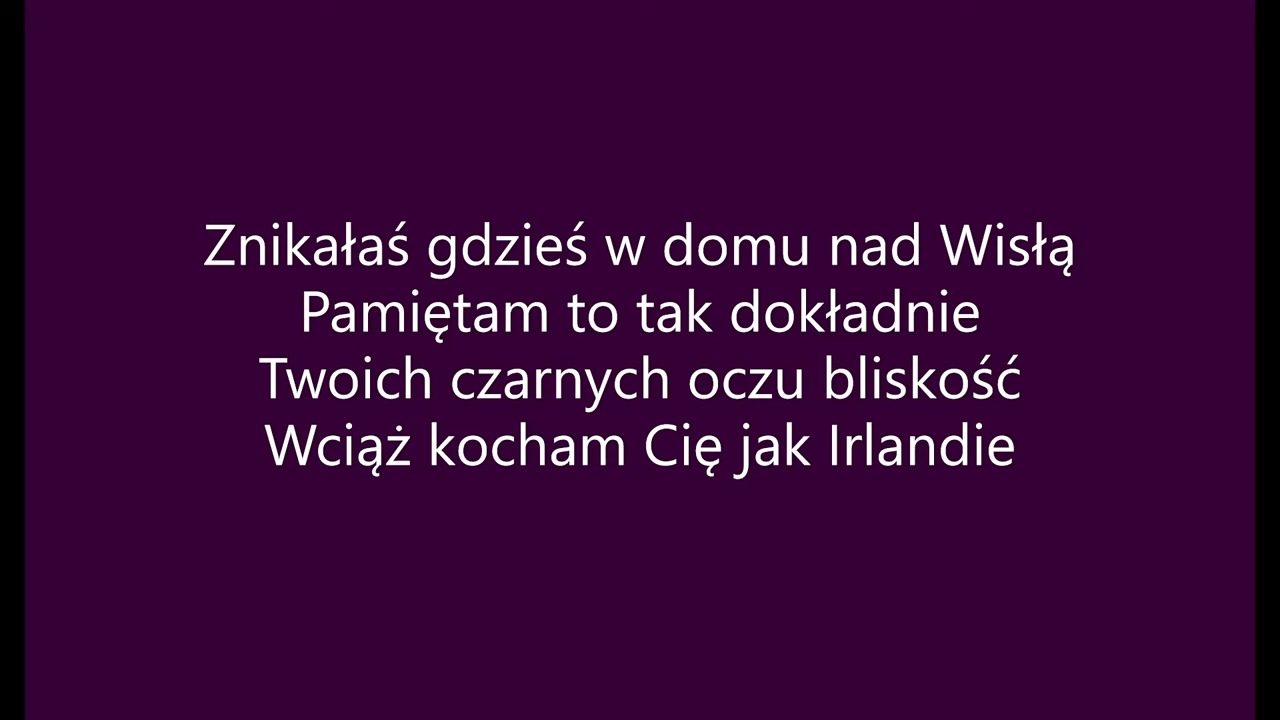 Znikałaś gdzieś w domu nad Wisłą
Pamiętam to tak dokładnie
Twoich czarnych oczu bliskość
Wciąż kocham Cię jak Irlandie